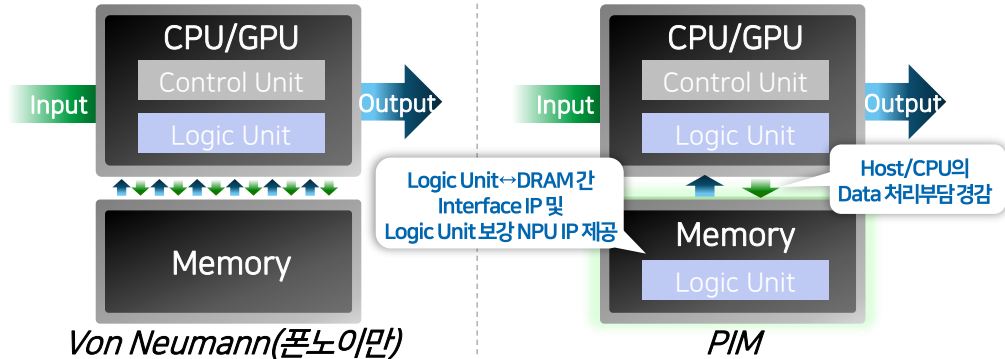 CPU/GPU
Control Unit
Logic Unit
Input
Output
Memory
Von Neumann(폰노이만)
CPU/GPU
Control Unit
Logic Unit
Input
Output
Logic Unit↔DRAM 간
Interface IP 및
Logic Unit 보강 NPU IP 제공
Host/CPU의
Data 처리부담 경감
Memory
Logic Unit
PIM